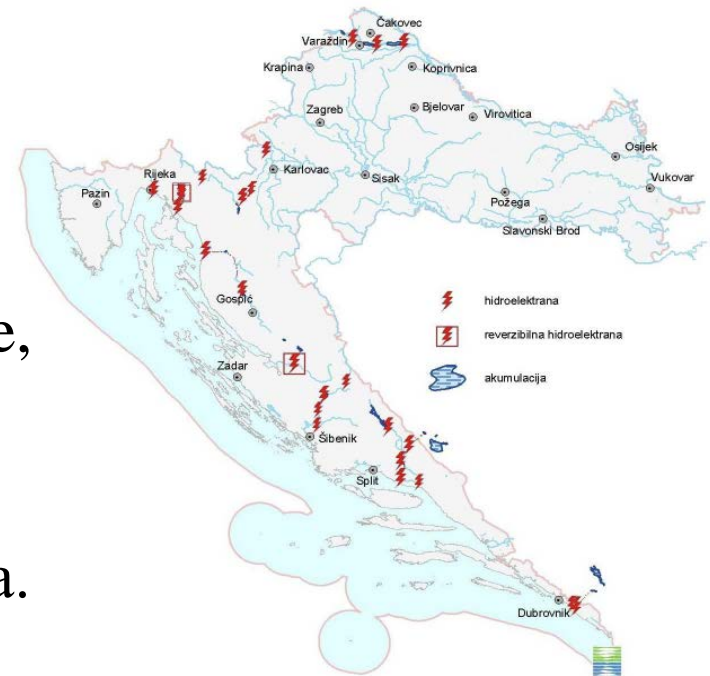 Čakovec
Varaždin
Krapina
Koprivnica
Zagreb
Bjelovar
Virovitica
Osijek
Rijeka
Karlovac
Sisak
Vukovar
Pazin
Požega
Slavonski Brod
hidroelektrana
Gospić
e,
reverzibilna hidroelektrana
Zadar
akumulacija
Šibenik
Split
a.
Dubrovnik